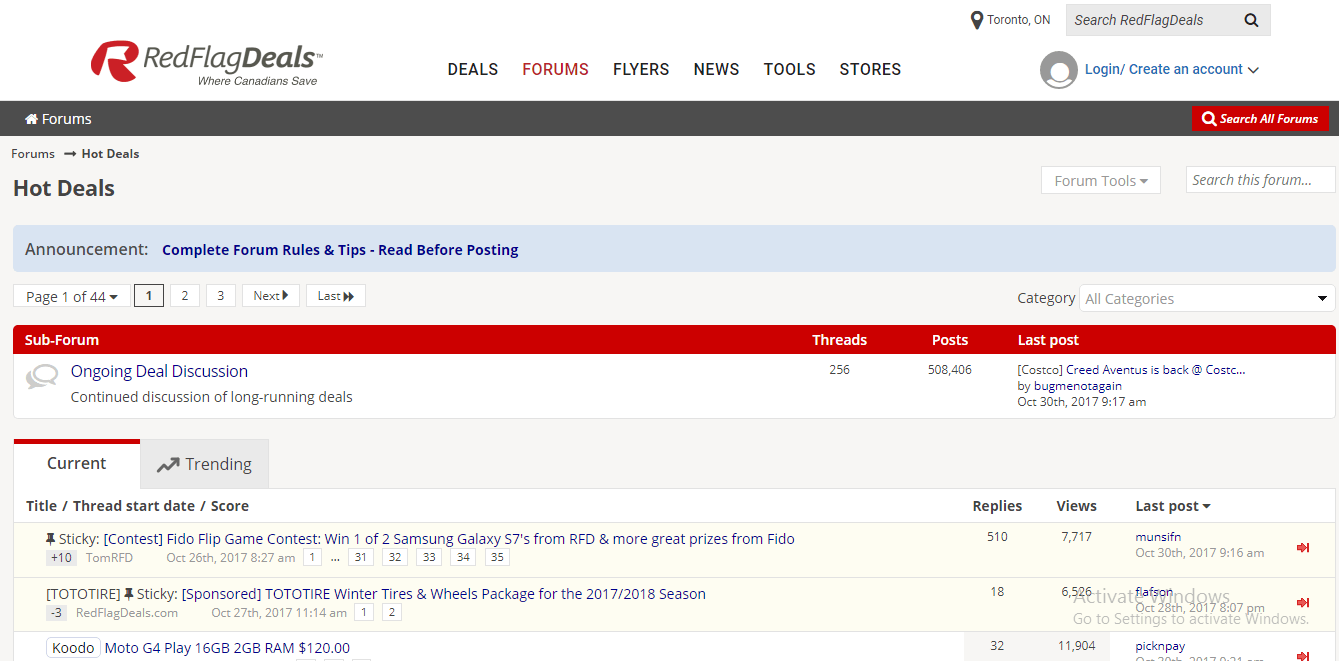 Toronto, ON
Search RedFlagDeals
RedFlagDeals™
Where Canadians Save
DEALS FORUMS FLYERS NEWS TOOLS STORES
Login/ Create an account
Forums
Search All Forums
Forums Hot Deals
Hot Deals
Forum Tools
Search this forum...
Announcement: Complete Forum Rules & Tips - Read Before Posting
Page 1 of 44 1 2 3 Next Last
Category All Categories
Sub-Forum Threads Posts Last post
Ongoing Deal Discussion 256 508,406 [Costco] Creed Aventus is back @ Costc...
Continued discussion of long-running deals by bugmenotagain
Oct 30th, 2017 9:17 am
Current Trending
Title / Thread start date / Score Replies Views Last post
Sticky: [Contest] Fido Flip Game Contest: Win 1 of 2 Samsung Galaxy S7's from RFD & more great prizes from Fido 510 7,717 munsifn
+10 TomRFD Oct 26th, 2017 8:27 am 1 ... 31 32 33 34 35 Oct 30th, 2017 9:16 am
[TOTOTIRE] Sticky: [Sponsored] TOTOTIRE Winter Tires & Wheels Package for the 2017/2018 Season 18 6,526 flafson
-3 RedFlagDeals.com Oct 27th, 2017 11:14 am 1 2 Oct 28th, 2017 8:07 pm
Activate Windows
Go to Settings to activate Windows.
Koodo Moto G4 Play 16GB 2GB RAM $120.00 32 11,904 picknpay